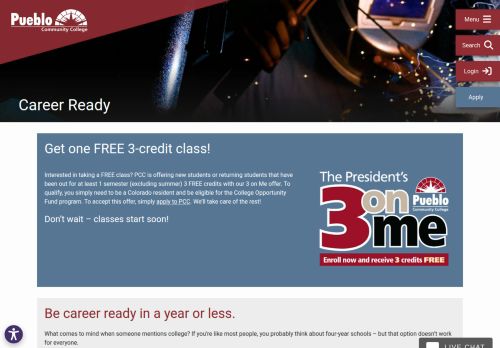 Pueblo
Community College
Menu
Search
Login
Apply
Career Ready
Get one FREE 3-credit class!
Interested in taking a FREE class? PCC is offering new students or returning students that have
been out for at least 1 semester (excluding summer) 3 FREE credits with our 3 on Me offer. To
qualify, you simply need to be a Colorado resident and be eligible for the College Opportunity
Fund program. To accept this offer, simply apply to PCC. We'll take care of the rest!
Don't wait – classes start soon!
The President's
3 on me
Pueblo
Community College
Enroll now and receive 3 credits FREE
Be career ready in a year or less.
What comes to mind when someone mentions college? If you're like most people, you probably think about four-year schools – but that option doesn't work
for everyone.
LIVE CHAT